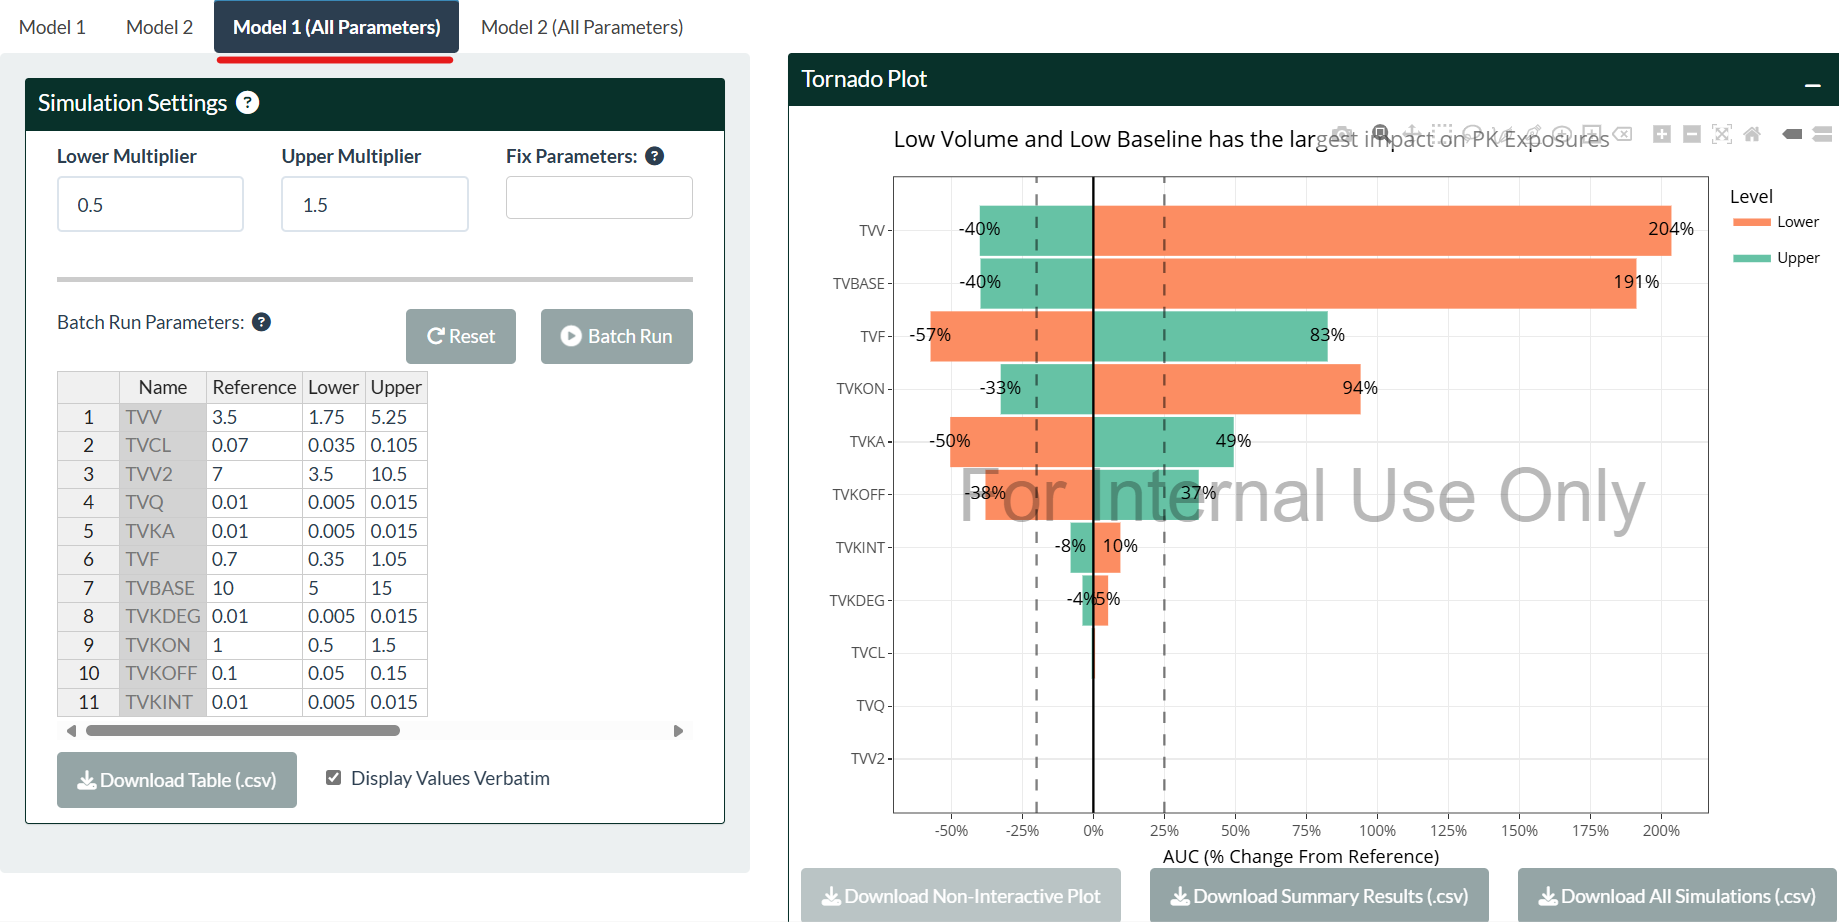 Model 1
Model 2
Model 1 (All Parameters)
Model 2 (All Parameters)
Simulation Settings ?
Lower Multiplier
Upper Multiplier
Fix Parameters: ?
0.5
1.5
Batch Run Parameters: ?
Reset
Batch Run
Name Reference Lower Upper
1 TVV 3.5 1.75 5.25
2 TVCL 0.07 0.035 0.105
3 TVV2 7 3.5 10.5
4 TVQ 0.01 0.005 0.015
5 TVKA 0.01 0.005 0.015
6 TVF 0.7 0.35 1.05
7 TVBASE 10 5 15
8 TVKDEG 0.01 0.005 0.015
9 TVKON 1 0.5 1.5
10 TVKOFF 0.1 0.05 0.15
11 TVKINT 0.01 0.005 0.015
Download Table (.csv)
Display Values Verbatim
Tornado Plot
Low Volume and Low Baseline has the largest impact on PK Exposures
Level
Lower
Upper
TVV -40% 204%
TVBASE -40% 191%
TVF -57% 83%
TVKON -33% 94%
TVKA -50% 49%
TVKOFF -38% 37%
For Internal Use Only
TVKINT -8% 10%
TVKDEG -4% 5%
TVCL
TVQ
TVV2
-50% -25% 0% 25% 50% 75% 100% 125% 150% 175% 200%
AUC (% Change From Reference)
Download Non-Interactive Plot
Download Summary Results (.csv)
Download All Simulations (.csv)